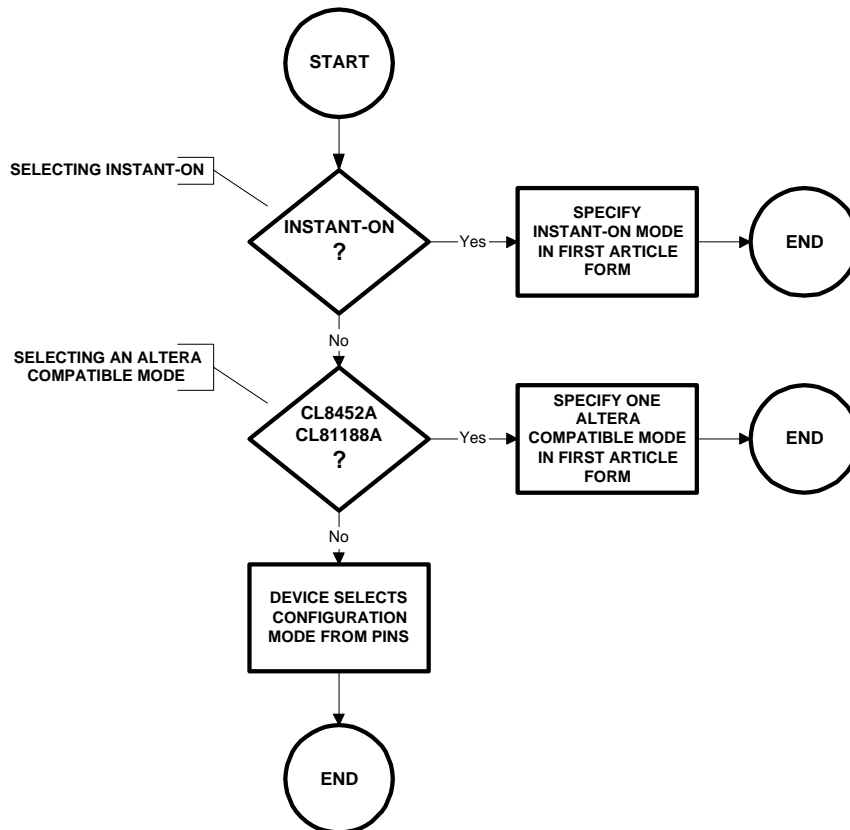 START
SELECTING INSTANT-ON
INSTANT-ON
?
Yes
SPECIFY
INSTANT-ON MODE
IN FIRST ARTICLE
FORM
END
No
SELECTING AN ALTERA
COMPATIBLE MODE
CL8452A
CL81188A
?
Yes
SPECIFY ONE
ALTERA
COMPATIBLE MODE
IN FIRST ARTICLE
FORM
END
No
DEVICE SELECTS
CONFIGURATION
MODE FROM PINS
END